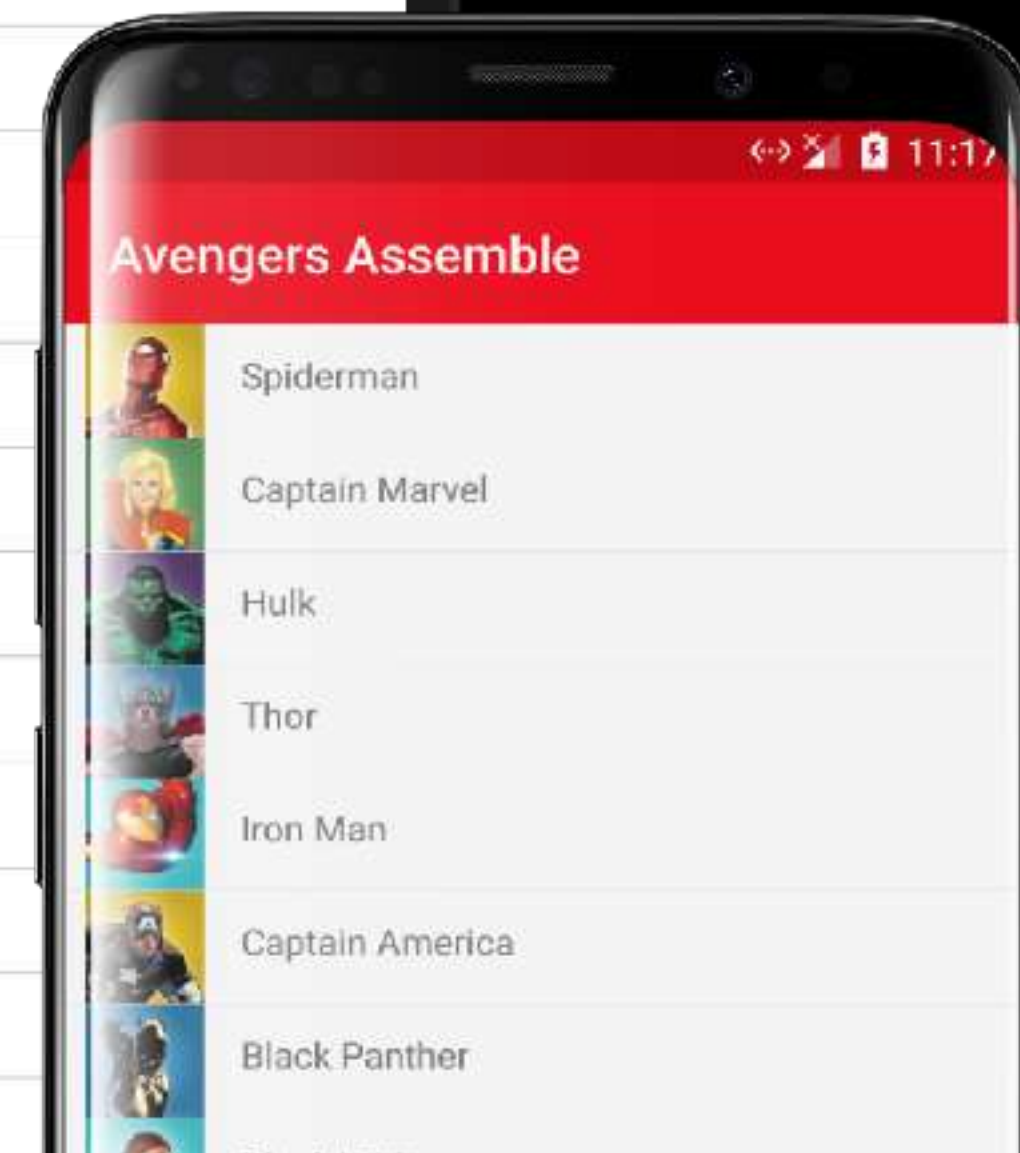 11:17
Avengers Assemble
Spiderman
Captain Marvel
Hulk
Thor
Iron Man
Captain America
Black Panther